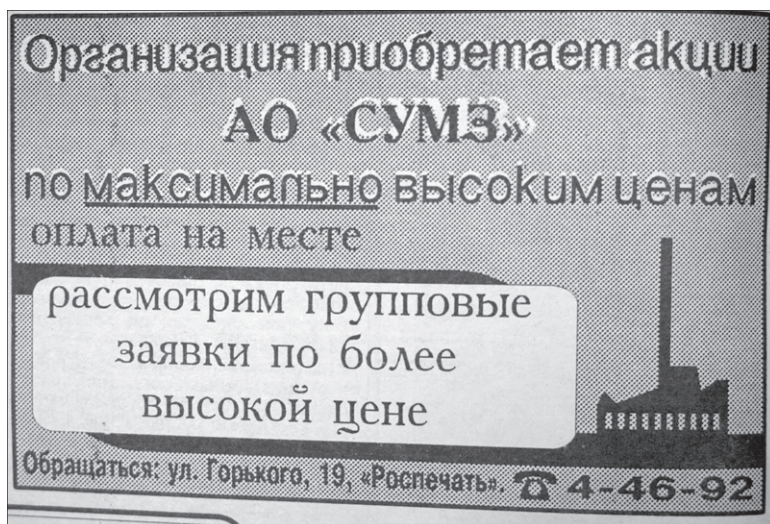 Организация приобретает акции
АО «СУМЗ»
по максимально высоким ценам
оплата на месте
рассмотрим групповые
заявки по более
высокой цене
Обращаться: ул. Горького, 19, «Роспечать». ☎ 4-46-92